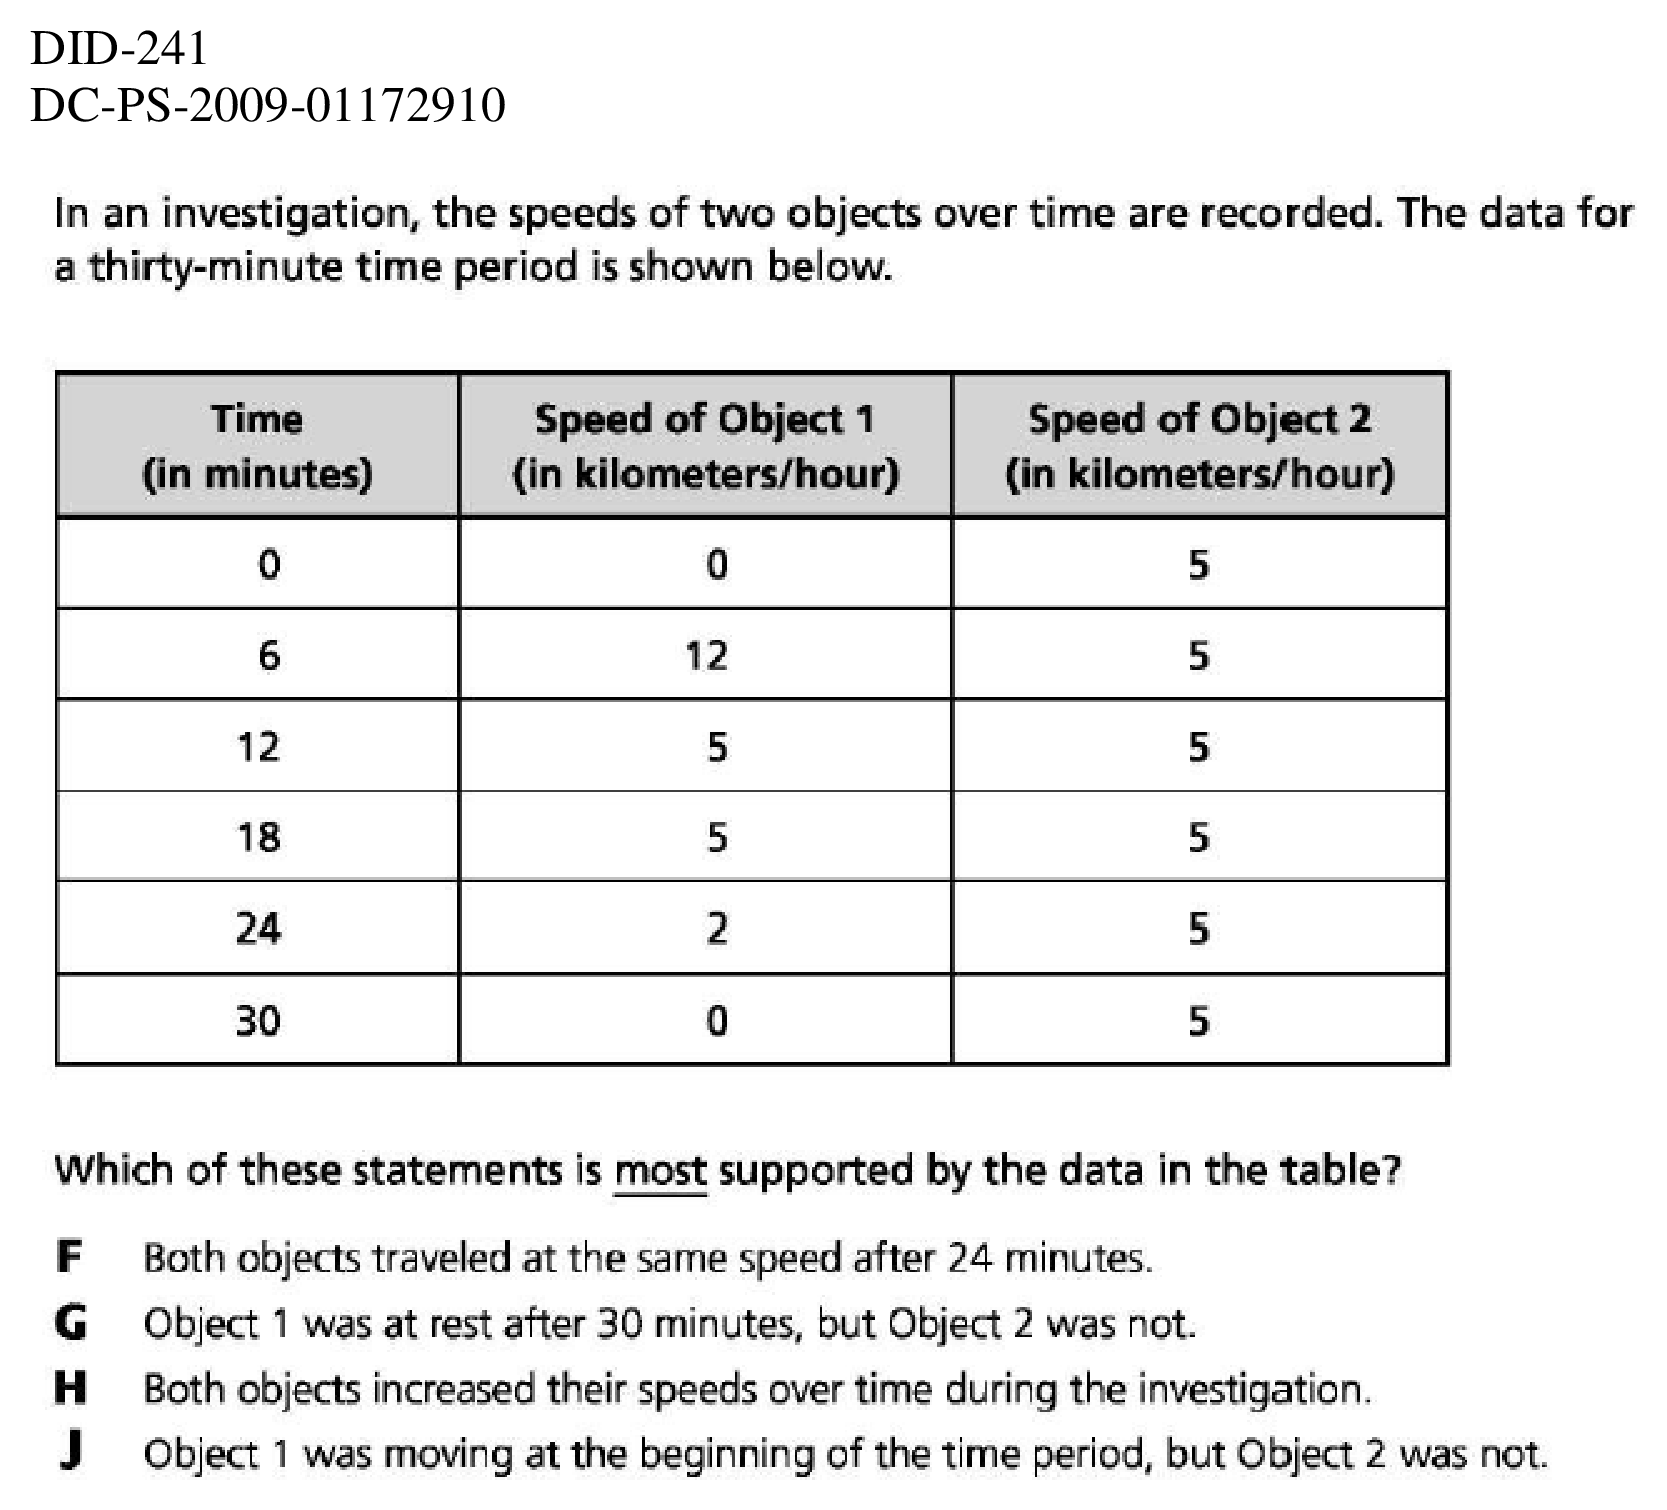 DID-241
DC-PS-2009-01172910
In an investigation, the speeds of two objects over time are recorded. The data for
a thirty-minute time period is shown below.
Time Speed of Object 1 Speed of Object 2
(in minutes) (in kilometers/hour) (in kilometers/hour)
0 0 5
6 12 5
12 5 5
18 5 5
24 2 5
30 0 5
Which of these statements is most supported by the data in the table?
F Both objects traveled at the same speed after 24 minutes.
G Object 1 was at rest after 30 minutes, but Object 2 was not.
H Both objects increased their speeds over time during the investigation.
J Object 1 was moving at the beginning of the time period, but Object 2 was not.